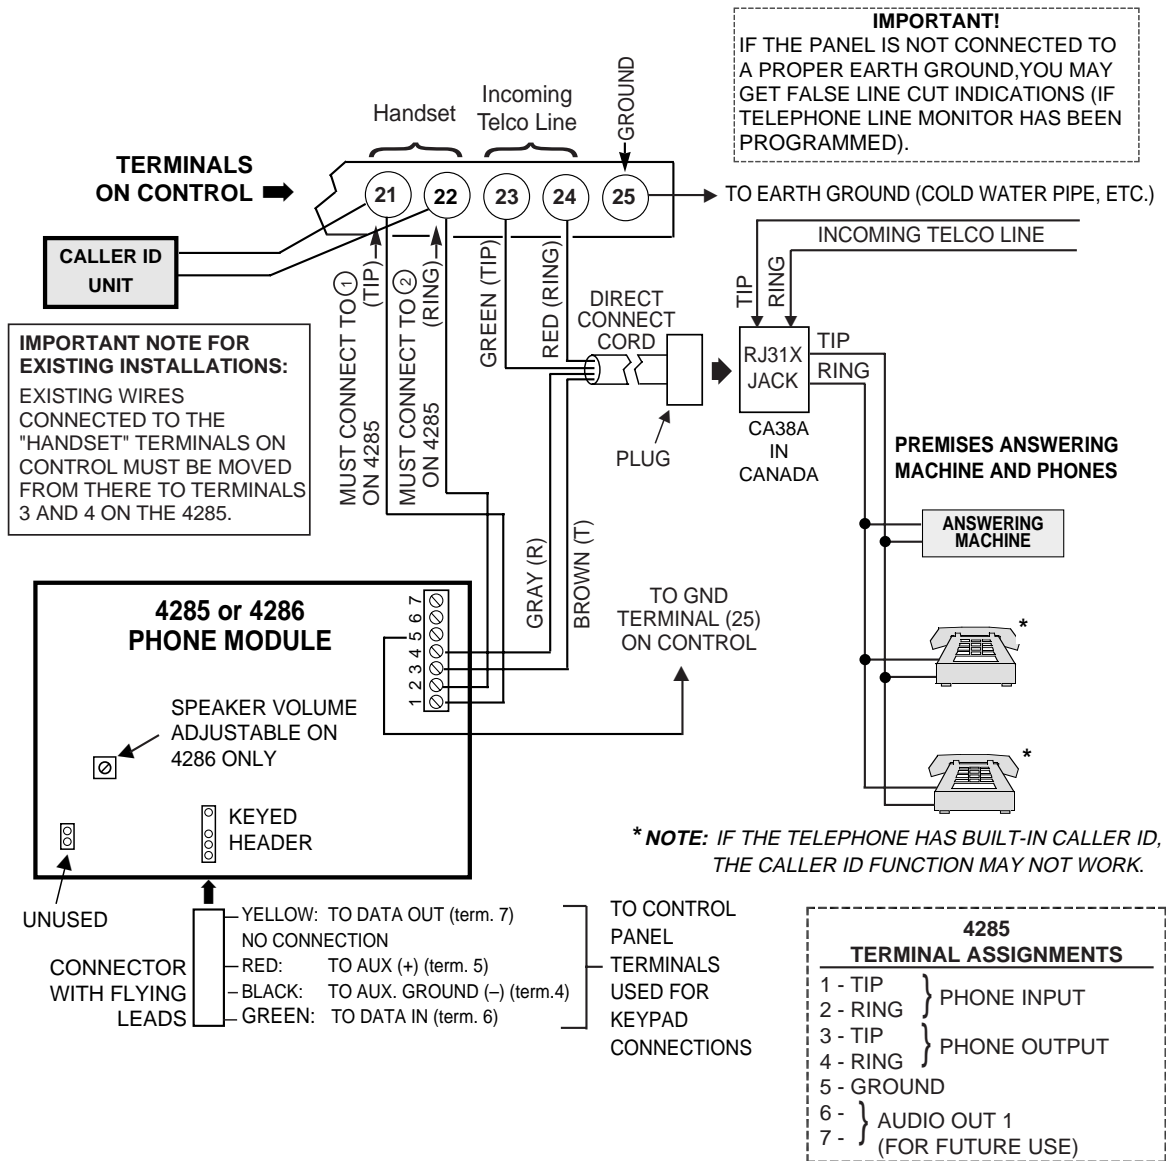 IMPORTANT!
IF THE PANEL IS NOT CONNECTED TO
A PROPER EARTH GROUND,YOU MAY
GET FALSE LINE CUT INDICATIONS (IF
TELEPHONE LINE MONITOR HAS BEEN
PROGRAMMED).
Handset
Incoming
Telco Line
GROUND
TERMINALS
ON CONTROL
21
22
23
24
25
TO EARTH GROUND (COLD WATER PIPE, ETC.)
CALLER ID
UNIT
INCOMING TELCO LINE
TIP
RING
MUST CONNECT TO 1
(TIP)
ON 4285
MUST CONNECT TO 2
(RING)
ON 4285
GREEN (TIP)
RED (RING)
DIRECT
CONNECT
CORD
PLUG
RJ31X
JACK
TIP
RING
CA38A
IN
CANADA
IMPORTANT NOTE FOR
EXISTING INSTALLATIONS:
EXISTING WIRES
CONNECTED TO THE
"HANDSET" TERMINALS ON
CONTROL MUST BE MOVED
FROM THERE TO TERMINALS
3 AND 4 ON THE 4285.
PREMISES ANSWERING
MACHINE AND PHONES
ANSWERING
MACHINE
GRAY (R)
BROWN (T)
4285 or 4286
PHONE MODULE
7
6
5
4
3
2
1
TO GND
TERMINAL (25)
ON CONTROL
*
SPEAKER VOLUME
ADJUSTABLE ON
4286 ONLY
*
KEYED
HEADER
* NOTE: IF THE TELEPHONE HAS BUILT-IN CALLER ID,
THE CALLER ID FUNCTION MAY NOT WORK.
UNUSED
CONNECTOR
WITH FLYING
LEADS
YELLOW: TO DATA OUT (term. 7)
NO CONNECTION
RED: TO AUX (+) (term. 5)
BLACK: TO AUX. GROUND (–) (term.4)
GREEN: TO DATA IN (term. 6)
TO CONTROL
PANEL
TERMINALS
USED FOR
KEYPAD
CONNECTIONS
4285
TERMINAL ASSIGNMENTS
1 - TIP
2 - RING
PHONE INPUT
3 - TIP
4 - RING
PHONE OUTPUT
5 - GROUND
6 -
7 -
AUDIO OUT 1
(FOR FUTURE USE)